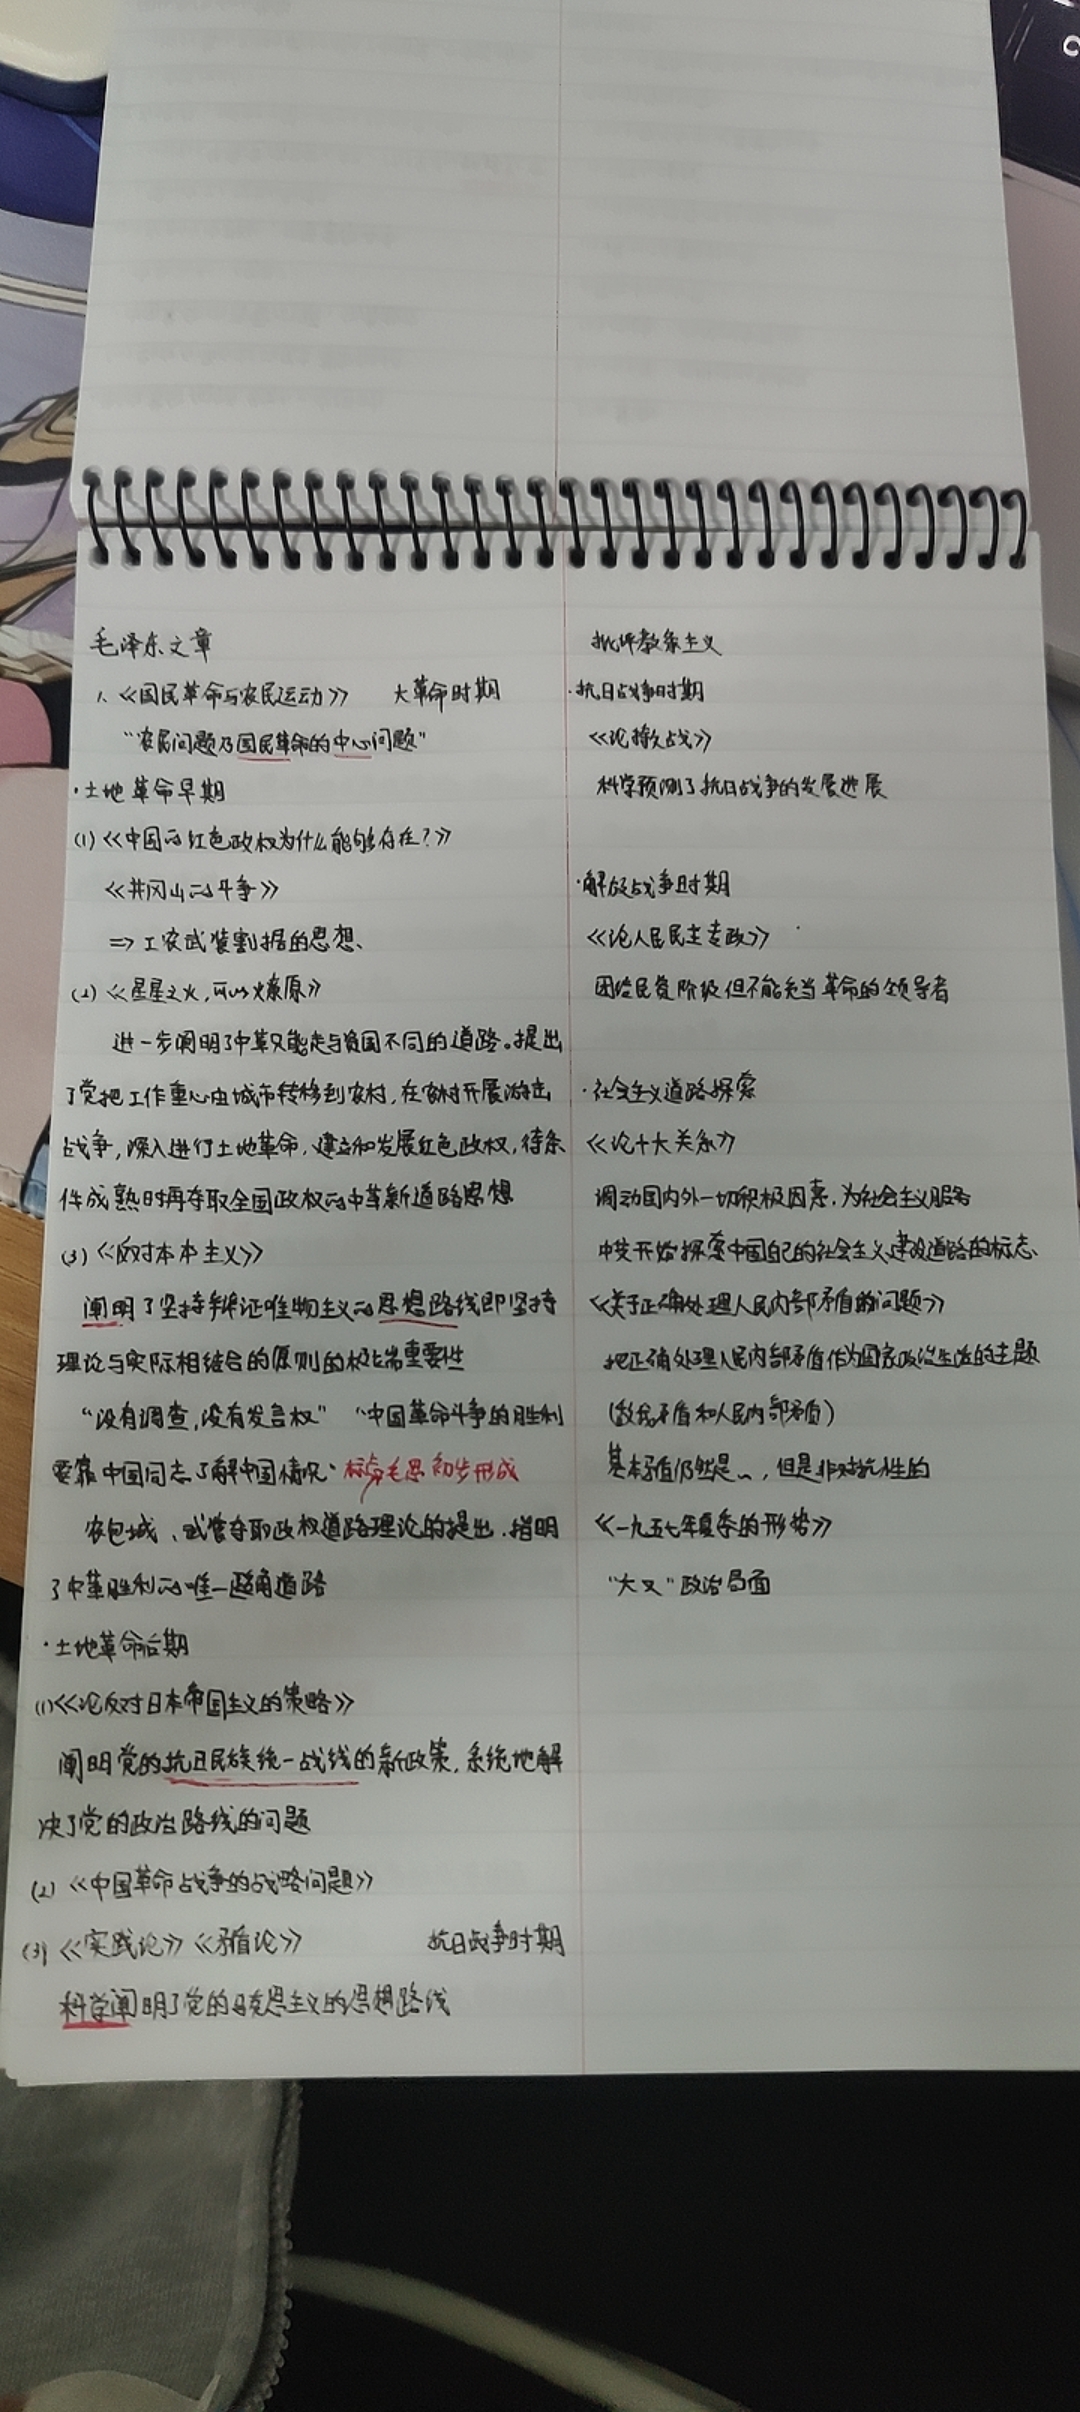 毛泽东文章
1、《国民革命与农民运动》 大革命时期
“农民问题乃国民革命的中心问题”
·土地革命早期
(1)《中国的红色政权为什么能够存在?》
《井冈山的斗争》
=> 工农武装割据的思想、
(2)《星星之火,可以燎原》
进一步阐明了中革只能走与资国不同的道路。提出
了党把工作重心由城市转移到农村,在农村开展游击
战争,深入进行土地革命,建立和发展红色政权,待条
件成熟时再夺取全国政权的中革新道路思想
(3)《反对本本主义》
阐明了坚持辩证唯物主义的思想路线即坚持
理论与实际相结合的原则的极端重要性
“没有调查,没有发言权” “中国革命斗争的胜利
要靠中国同志了解中国情况” 标志毛思初步形成
农包城、武装夺取政权道路理论的提出,指明
了中革胜利的唯一正确道路
·土地革命后期
(1)《论反对日本帝国主义的策略》
阐明党的抗日民族统一战线的新政策,系统地解
决了党的政治路线的问题
(2)《中国革命战争的战略问题》
(3)《实践论》《矛盾论》 抗日战争时期
科学阐明了党的马克思主义的思想路线
批评教条主义
·抗日战争时期
《论持久战》
科学预测了抗日战争的发展进展
·解放战争时期
《论人民民主专政》
团结民资阶级但不能充当革命的领导者
·社会主义道路探索
《论十大关系》
调动国内外一切积极因素,为社会主义服务
中共开始探索中国自己的社会主义建设道路的标志、
《关于正确处理人民内部矛盾的问题》
把正确处理人民内部矛盾作为国家政治生活的主题
(敌我矛盾和人民内部矛盾)
基本矛盾仍然是…,但是非对抗性的
《一九五七年夏季的形势》
“大又”政治局面